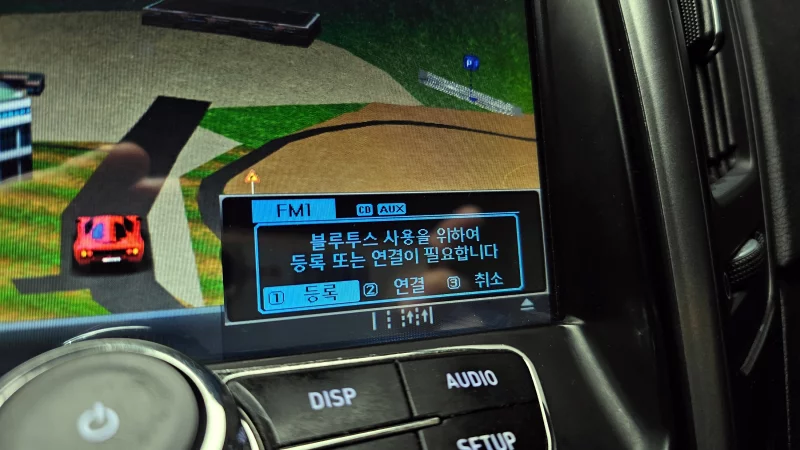 P
FM1 CD AUX
블루투스 사용을 위하여
등록 또는 연결이 필요합니다
① 등록 ② 연결 ③ 취소
DISP
AUDIO
SETUP